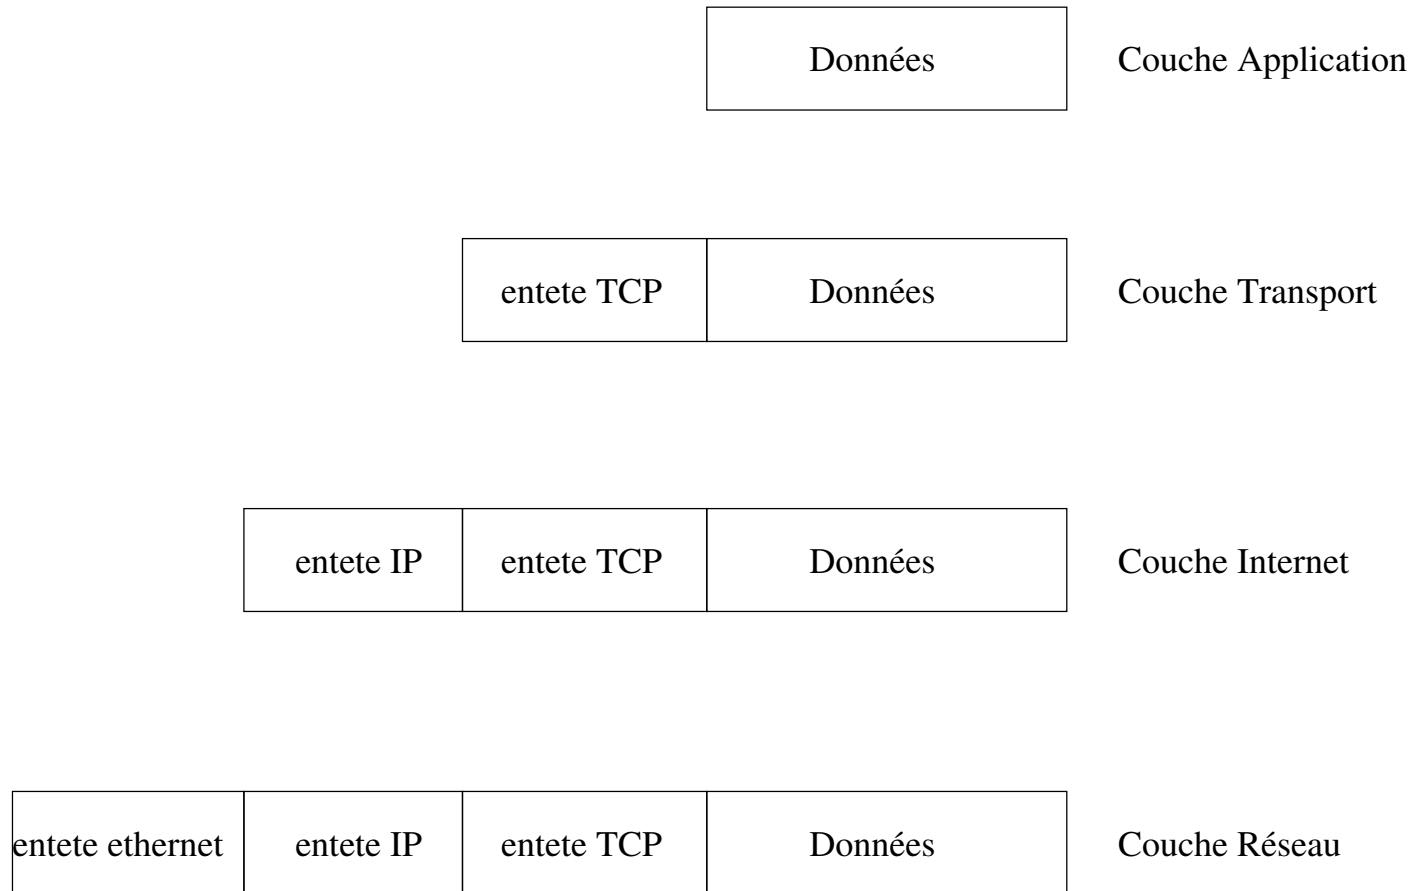 Données Couche Application
entete TCP Données Couche Transport
entete IP entete TCP Données Couche Internet
entete ethernet entete IP entete TCP Données Couche Réseau